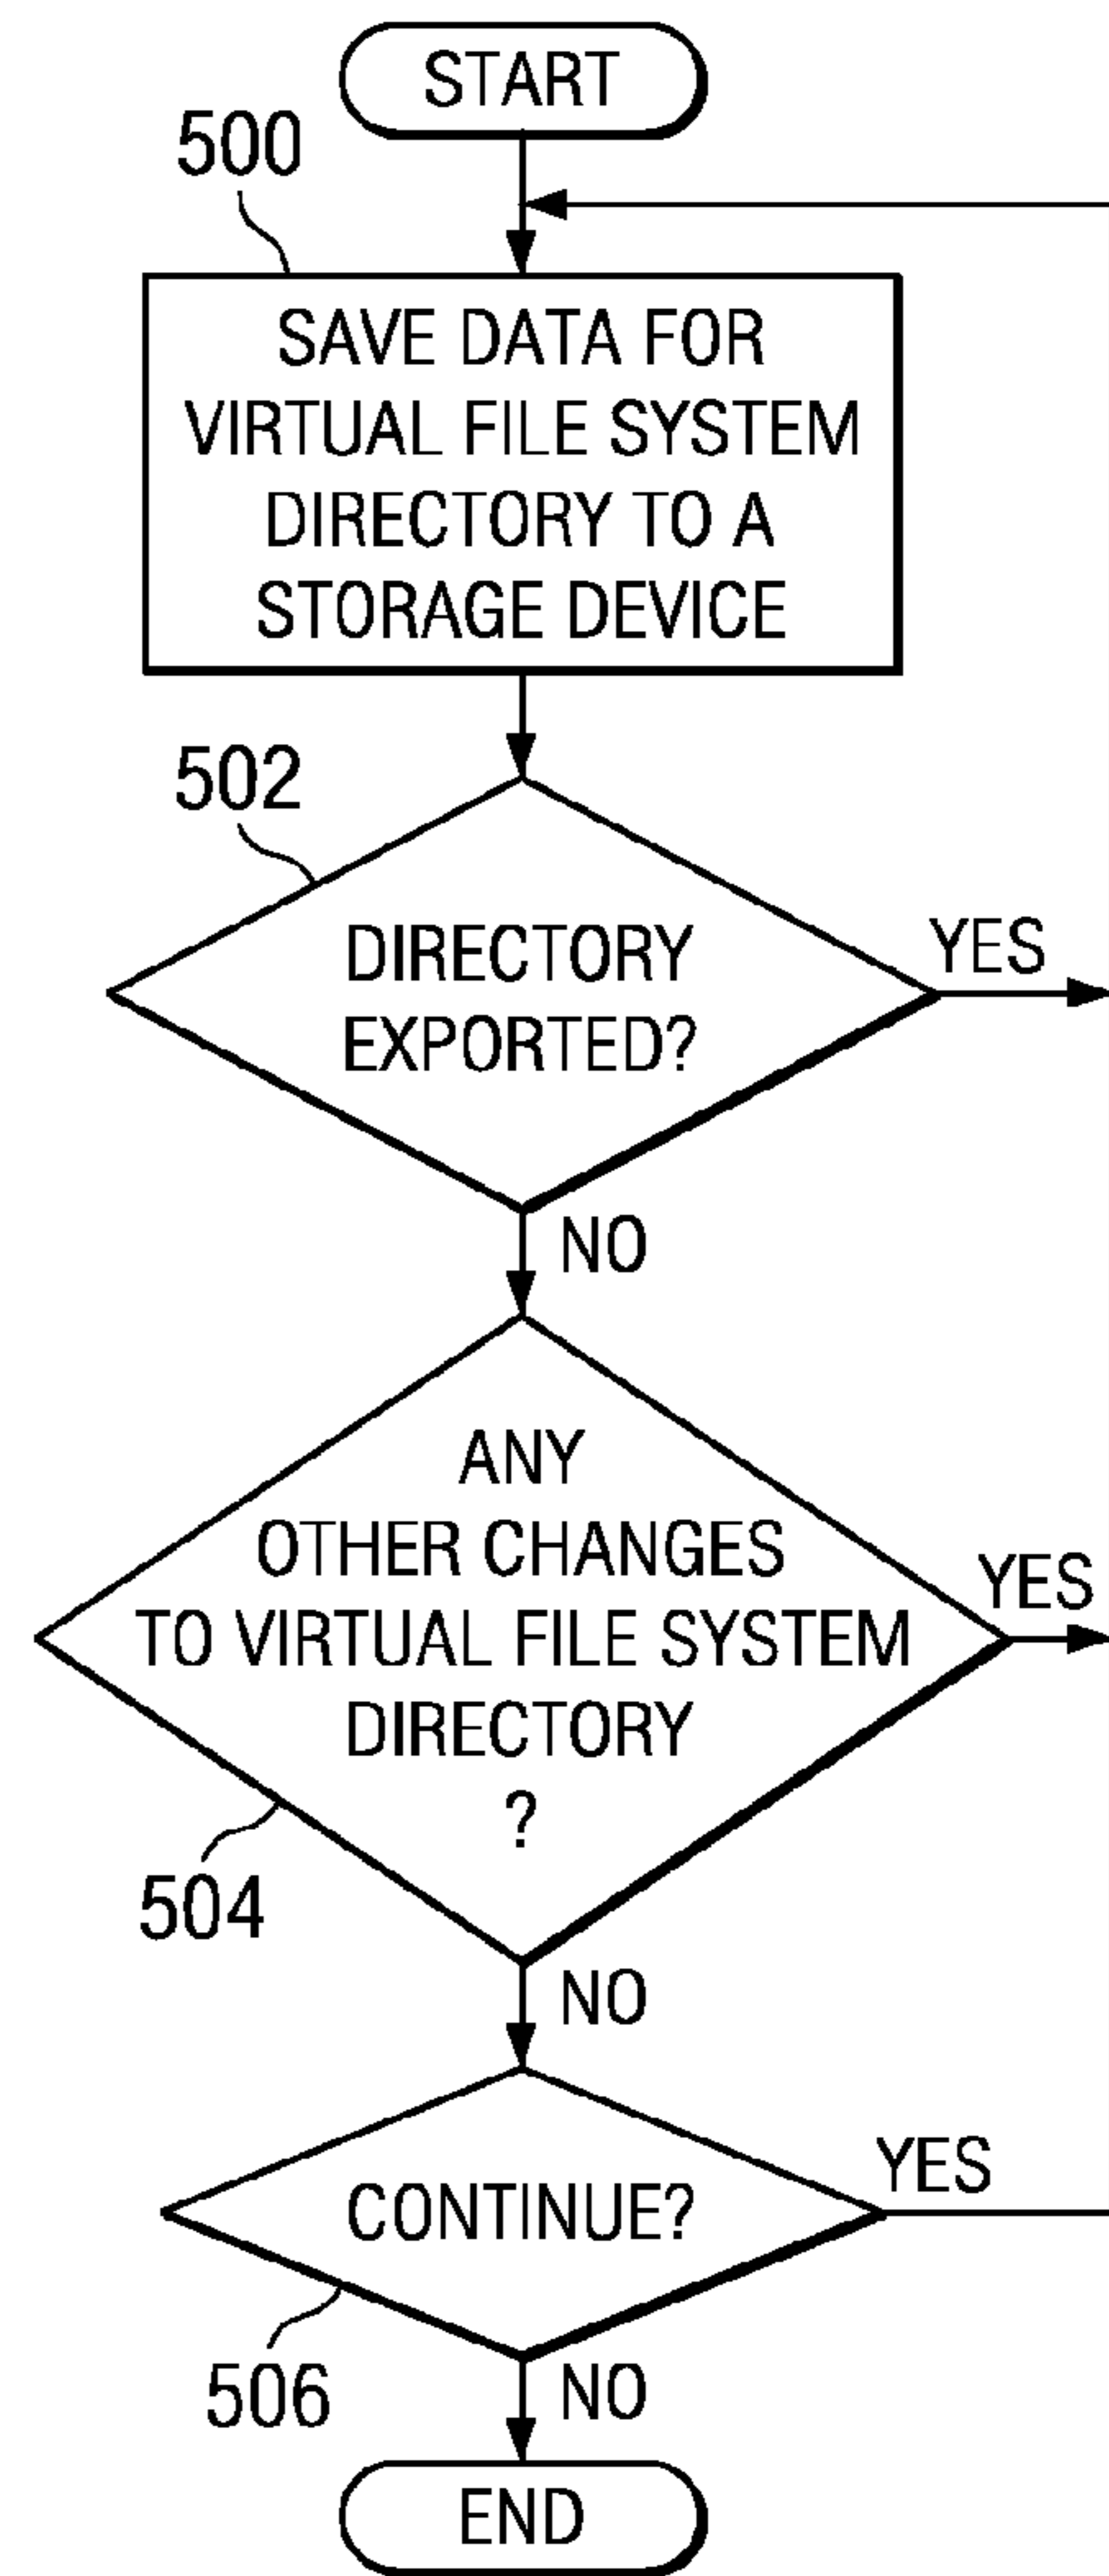 START
500
SAVE DATA FOR
VIRTUAL FILE SYSTEM
DIRECTORY TO A
STORAGE DEVICE
502
DIRECTORY
EXPORTED?
YES
NO
ANY
OTHER CHANGES
TO VIRTUAL FILE SYSTEM
DIRECTORY
?
YES
504
NO
CONTINUE?
YES
506
NO
END